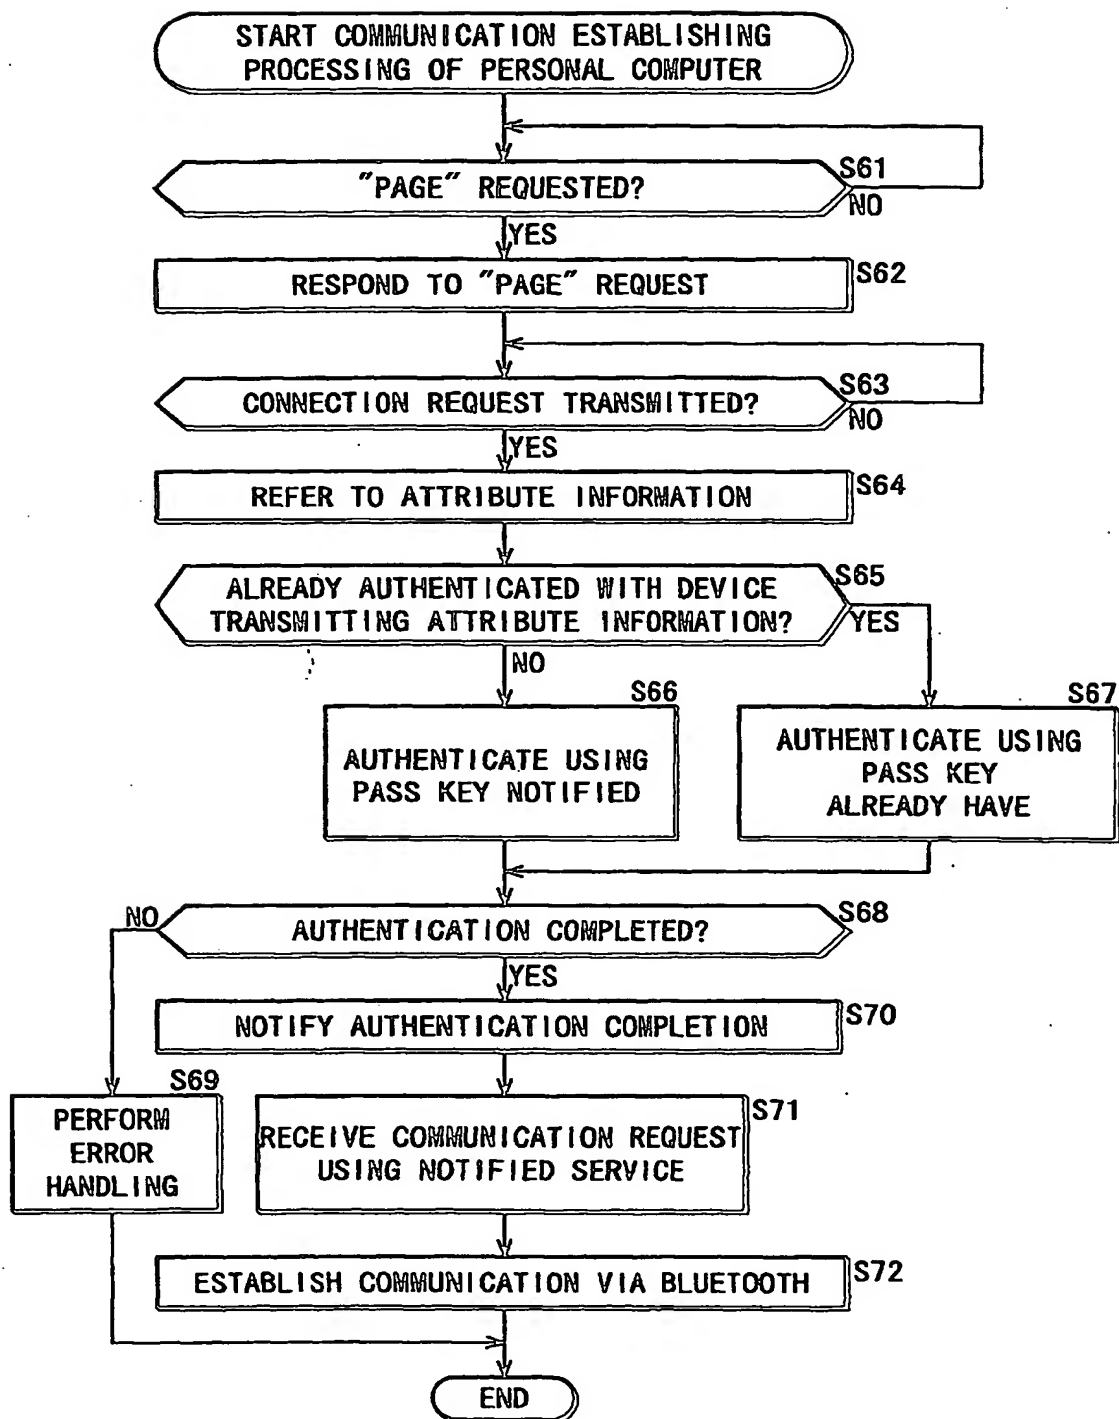 START COMMUNICATION ESTABLISHING
PROCESSING OF PERSONAL COMPUTER
"PAGE" REQUESTED?
S61
NO
YES
RESPOND TO "PAGE" REQUEST
S62
CONNECTION REQUEST TRANSMITTED?
S63
NO
YES
REFER TO ATTRIBUTE INFORMATION
S64
ALREADY AUTHENTICATED WITH DEVICE
TRANSMITTING ATTRIBUTE INFORMATION?
S65
YES
NO
S66
AUTHENTICATE USING
PASS KEY NOTIFIED
S67
AUTHENTICATE USING
PASS KEY
ALREADY HAVE
NO
AUTHENTICATION COMPLETED?
S68
YES
NOTIFY AUTHENTICATION COMPLETION
S70
S69
PERFORM
ERROR
HANDLING
RECEIVE COMMUNICATION REQUEST
USING NOTIFIED SERVICE
S71
ESTABLISH COMMUNICATION VIA BLUETOOTH
S72
END